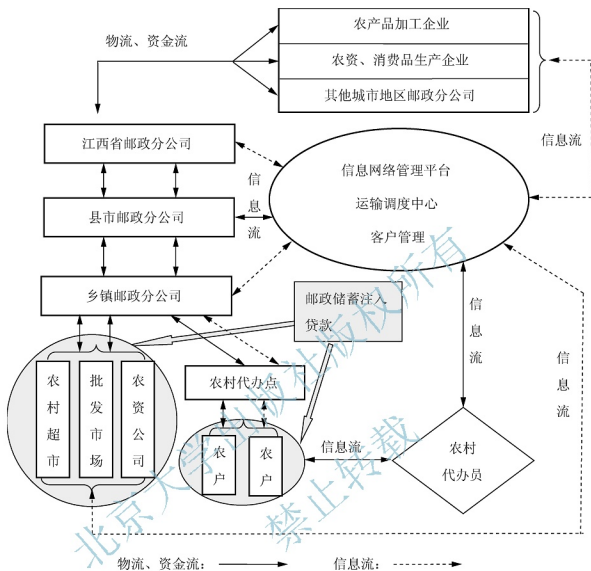 物流、资金流
农产品加工企业
农资、消费品生产企业
其他城市地区邮政分公司
信息流
江西省邮政分公司
信息流
县市邮政分公司
乡镇邮政分公司
信息网络管理平台
运输调度中心
客户管理
邮政储蓄注入
贷款
农村超市
批发市场
农资公司
农村代办点
农户
农户
信息流
信息流
农村
代办员
信息流
物流、资金流：
信息流：
北京大学出版社版权所有
禁止转载